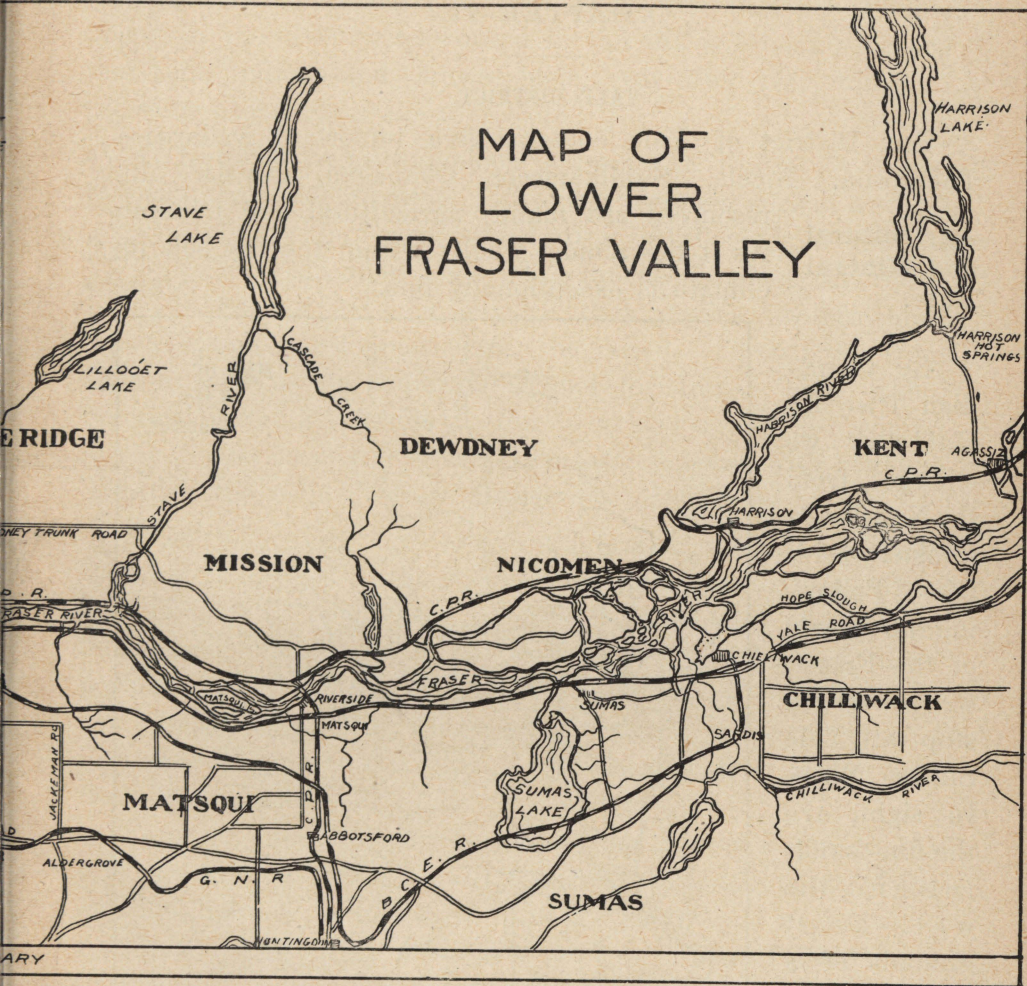 MAP OF
LOWER
FRASER VALLEY
HARRISON
LAKE
STAVE
LAKE
LILLOOET
LAKE
CASCADE
CREEK
RIVER
STAVE
HARRISON
HOT
SPRINGS
HARRISON RIVER
E RIDGE
DEWDNEY
KENT
AGASSIZ
C.P.R.
HARRISON
NEY TRUNK ROAD
MISSION
NICOMEN
C.P.R.
P. R.
FRASER RIVER
HOPE SLOUGH
YALE ROAD
RIVER
CHILLIWACK
FRASER
RIVERSIDE
MATSQUI
MATSQUI
SUMAS
CHILLIWACK
SARDIS
JACKEMAN RD
MATSQUI
SUMAS
LAKE
CHILLIWACK RIVER
C P R
ABBOTSFORD
D
ALDERGROVE
G. N. R
B. C. E. R.
SUMAS
HUNTINGDON
ARY